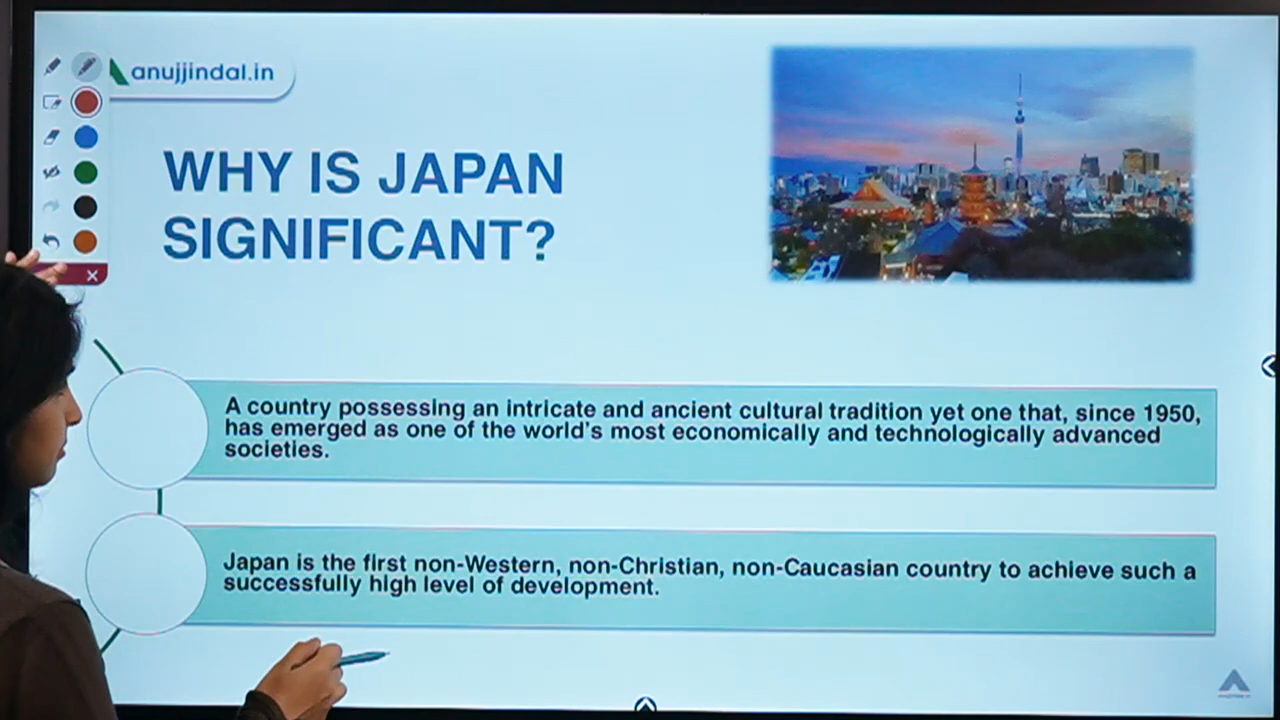 anujjindal.in
WHY IS JAPAN
SIGNIFICANT?
A country possessing an intricate and ancient cultural tradition yet one that, since 1950,
has emerged as one of the world's most economically and technologically advanced
societies.
Japan is the first non-Western, non-Christian, non-Caucasian country to achieve such a
successfully high level of development.